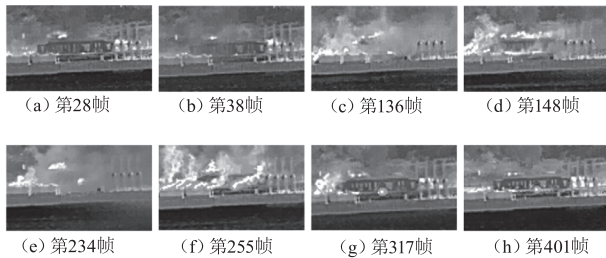 (a) 第28帧 (b) 第38帧 (c) 第136帧 (d) 第148帧
(e) 第234帧 (f) 第255帧 (g) 第317帧 (h) 第401帧